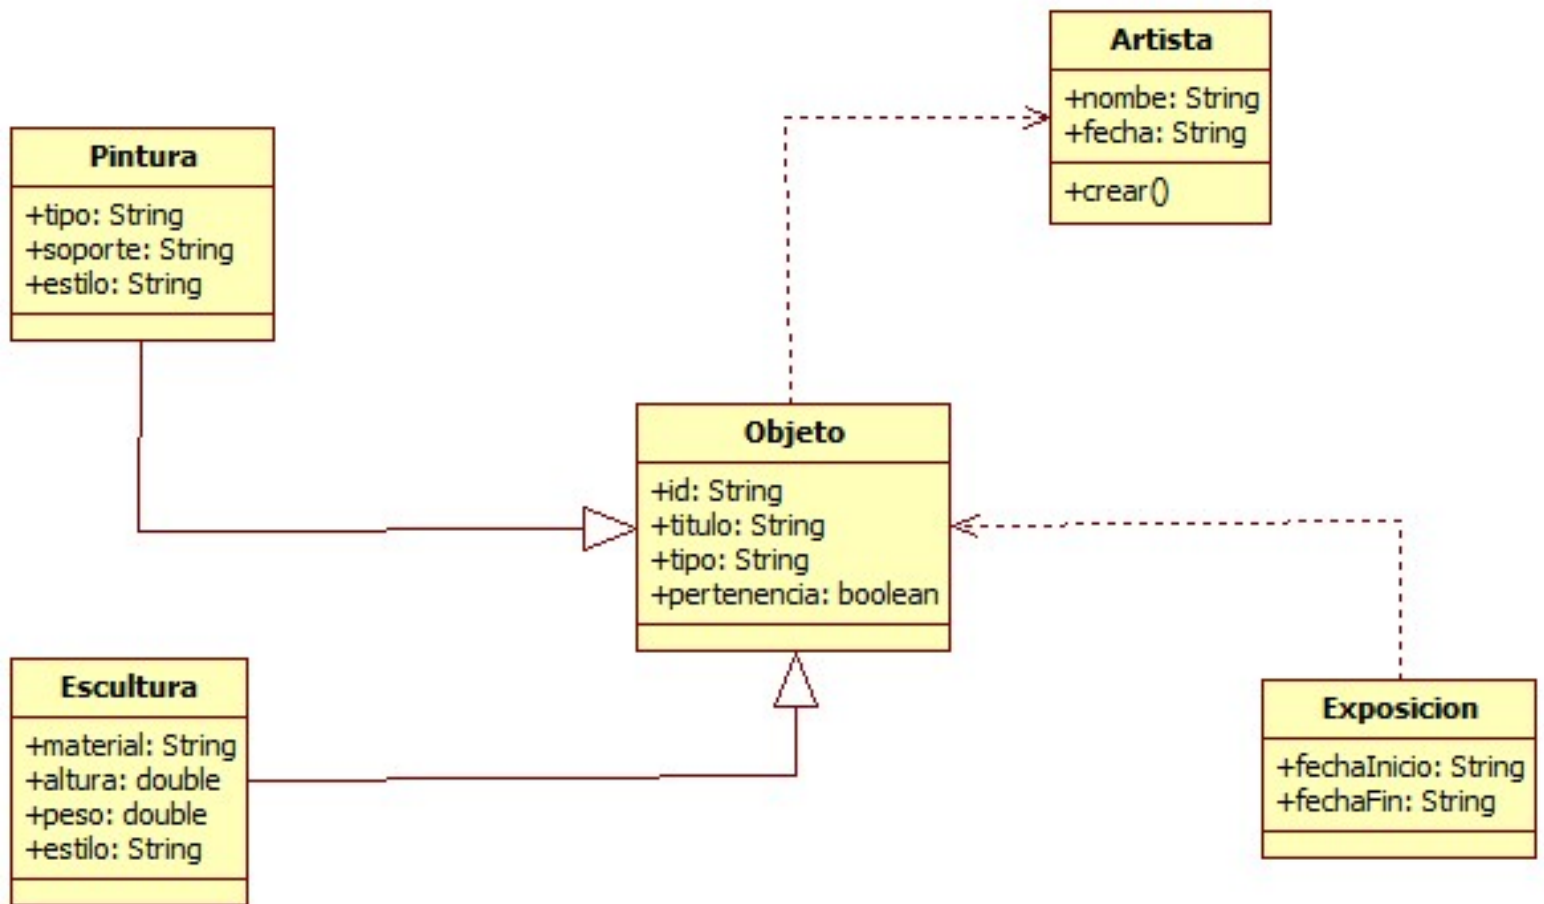 Artista
+nombe: String
+fecha: String
+crear()
Pintura
+tipo: String
+soporte: String
+estilo: String
Objeto
+id: String
+titulo: String
+tipo: String
+pertenencia: boolean
Escultura
+material: String
+altura: double
+peso: double
+estilo: String
Exposicion
+fechaInicio: String
+fechaFin: String